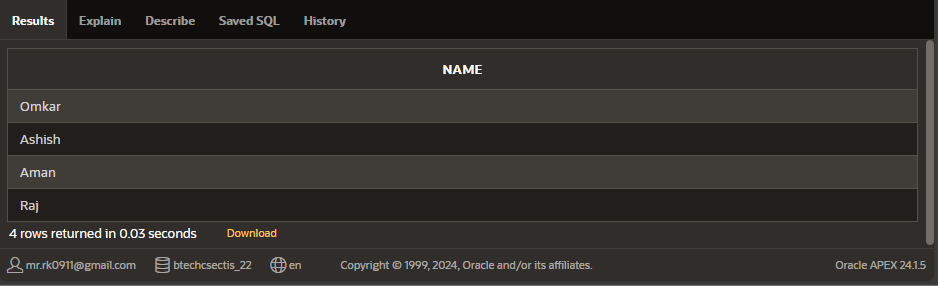 Results Explain Describe Saved SQL History
NAME
Omkar
Ashish
Aman
Raj
4 rows returned in 0.03 seconds Download
mr.rk0911@gmail.com btechcsectis_22 en Copyright © 1999, 2024, Oracle and/or its affiliates. Oracle APEX 24.1.5